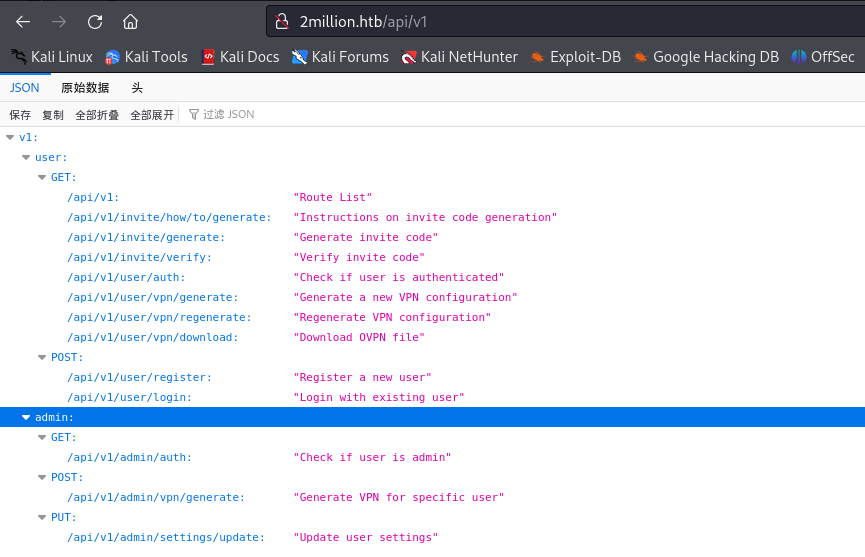 2million.htb/api/v1
Kali Linux Kali Tools Kali Docs Kali Forums Kali NetHunter Exploit-DB Google Hacking DB OffSec
JSON 原始数据 头
保存 复制 全部折叠 全部展开 过滤 JSON
v1:
user:
GET:
/api/v1: "Route List"
/api/v1/invite/how/to/generate: "Instructions on invite code generation"
/api/v1/invite/generate: "Generate invite code"
/api/v1/invite/verify: "Verify invite code"
/api/v1/user/auth: "Check if user is authenticated"
/api/v1/user/vpn/generate: "Generate a new VPN configuration"
/api/v1/user/vpn/regenerate: "Regenerate VPN configuration"
/api/v1/user/vpn/download: "Download OVPN file"
POST:
/api/v1/user/register: "Register a new user"
/api/v1/user/login: "Login with existing user"
admin:
GET:
/api/v1/admin/auth: "Check if user is admin"
POST:
/api/v1/admin/vpn/generate: "Generate VPN for specific user"
PUT:
/api/v1/admin/settings/update: "Update user settings"